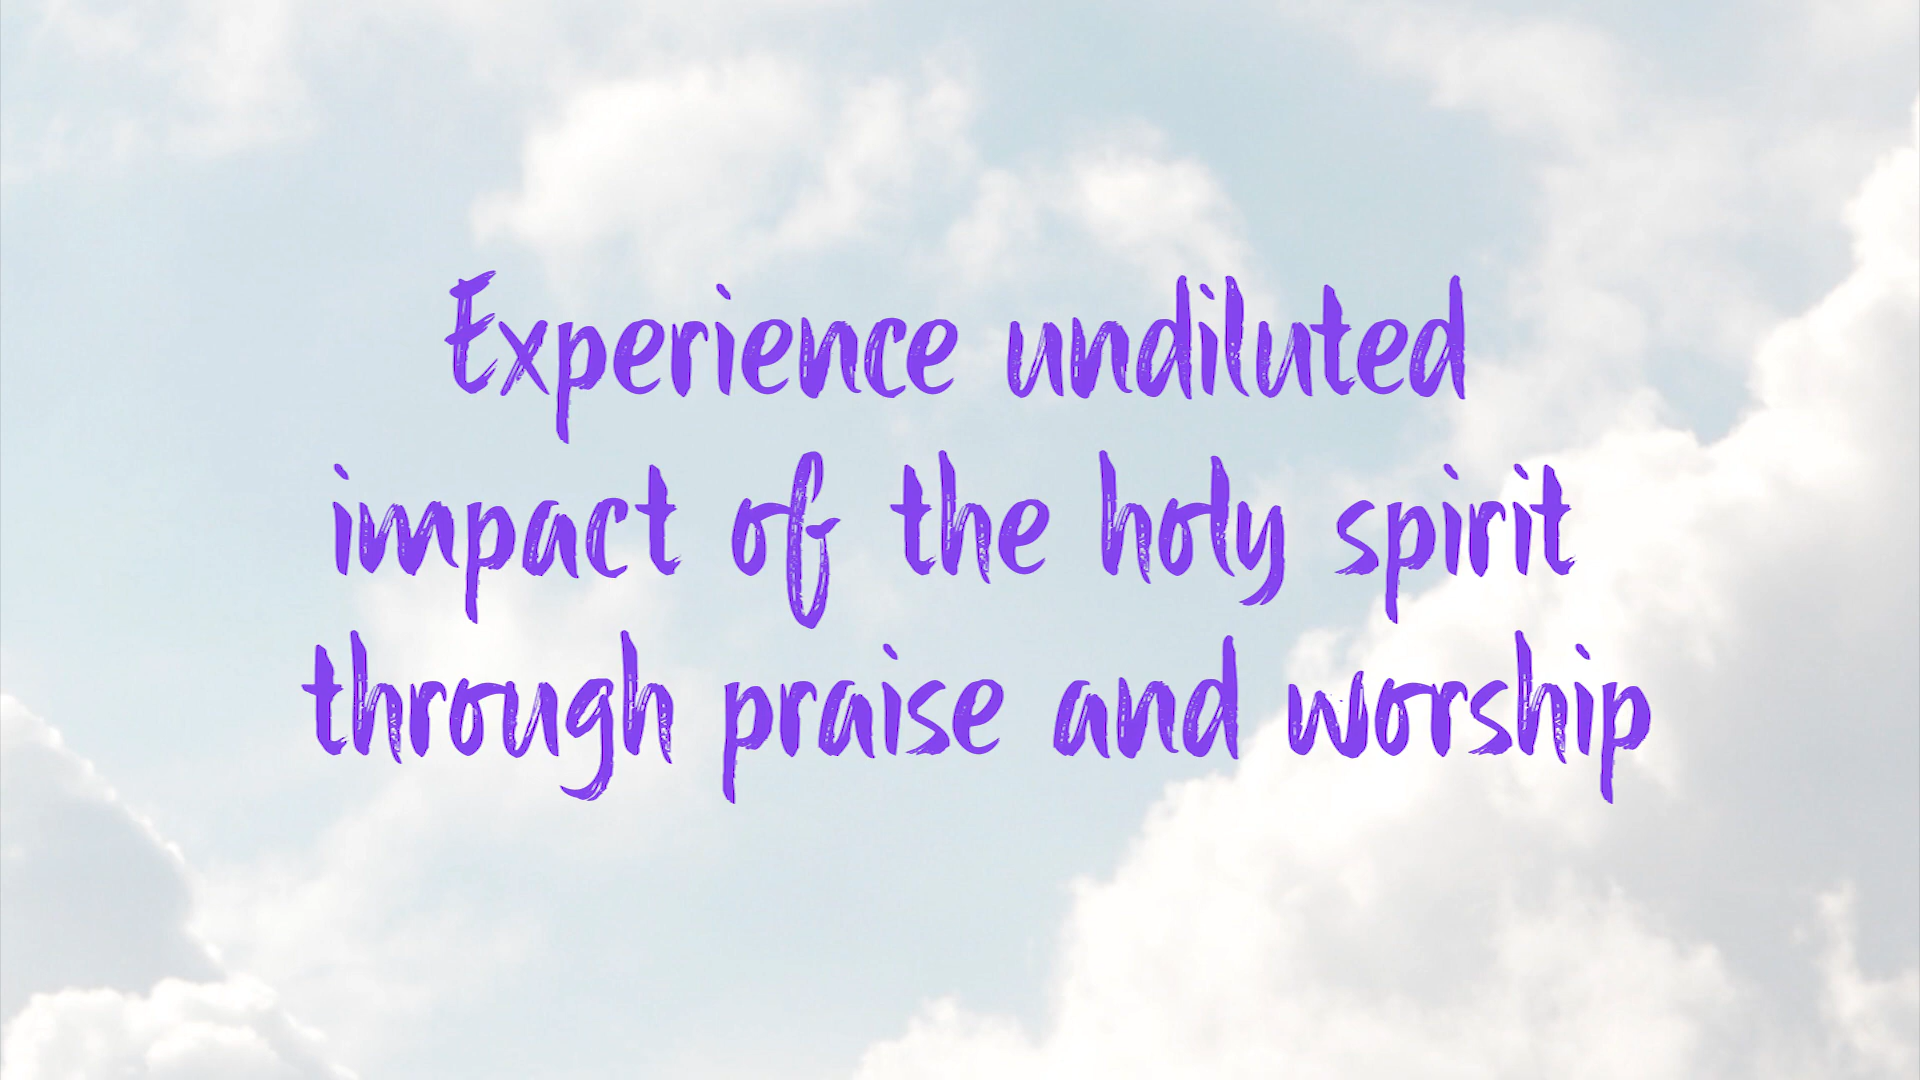 Experience undiluted
impact of the holy spirit
through praise and worship